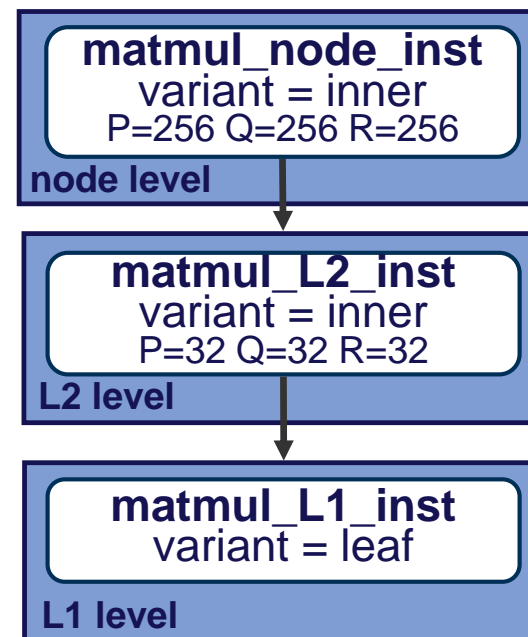 matmul_node_inst
variant = inner
P=256 Q=256 R=256
node level
matmul_L2_inst
variant = inner
P=32 Q=32 R=32
L2 level
matmul_L1_inst
variant = leaf
L1 level